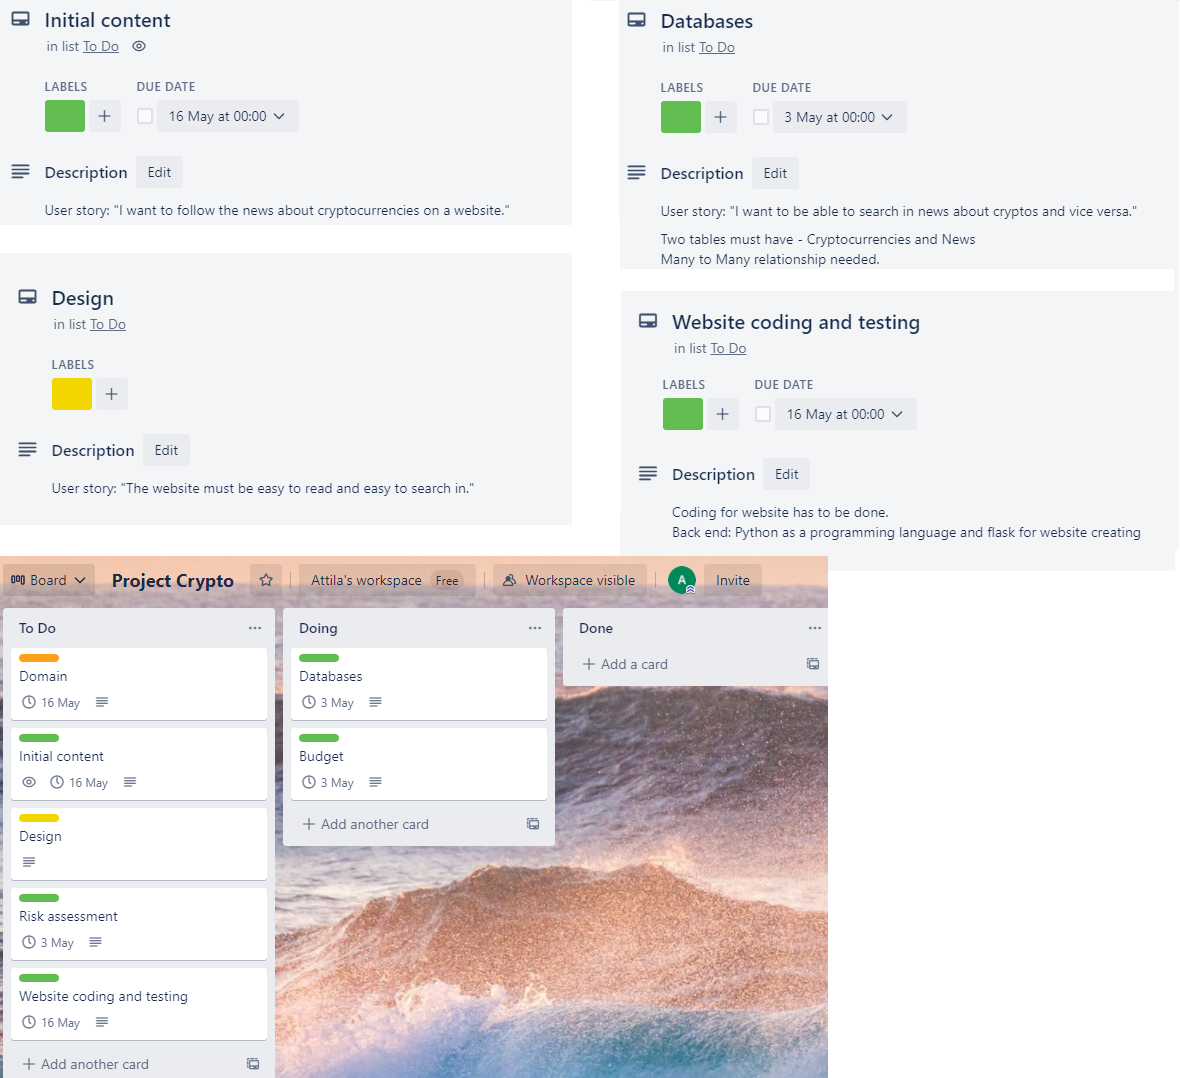 Initial content
in list To Do
LABELS DUE DATE
16 May at 00:00
Description Edit
User story: "I want to follow the news about cryptocurrencies on a website."
Databases
in list To Do
LABELS DUE DATE
3 May at 00:00
Description Edit
User story: "I want to be able to search in news about cryptos and vice versa."
Two tables must have - Cryptocurrencies and News
Many to Many relationship needed.
Design
in list To Do
LABELS
Description Edit
User story: "The website must be easy to read and easy to search in."
Website coding and testing
in list To Do
LABELS DUE DATE
16 May at 00:00
Description Edit
Coding for website has to be done.
Back end: Python as a programming language and flask for website creating
Board Project Crypto Attila's workspace Free Workspace visible A Invite
To Do
Domain
16 May
Initial content
16 May
Design
Risk assessment
3 May
Website coding and testing
16 May
Add another card
Doing
Databases
3 May
Budget
3 May
Add another card
Done
Add a card